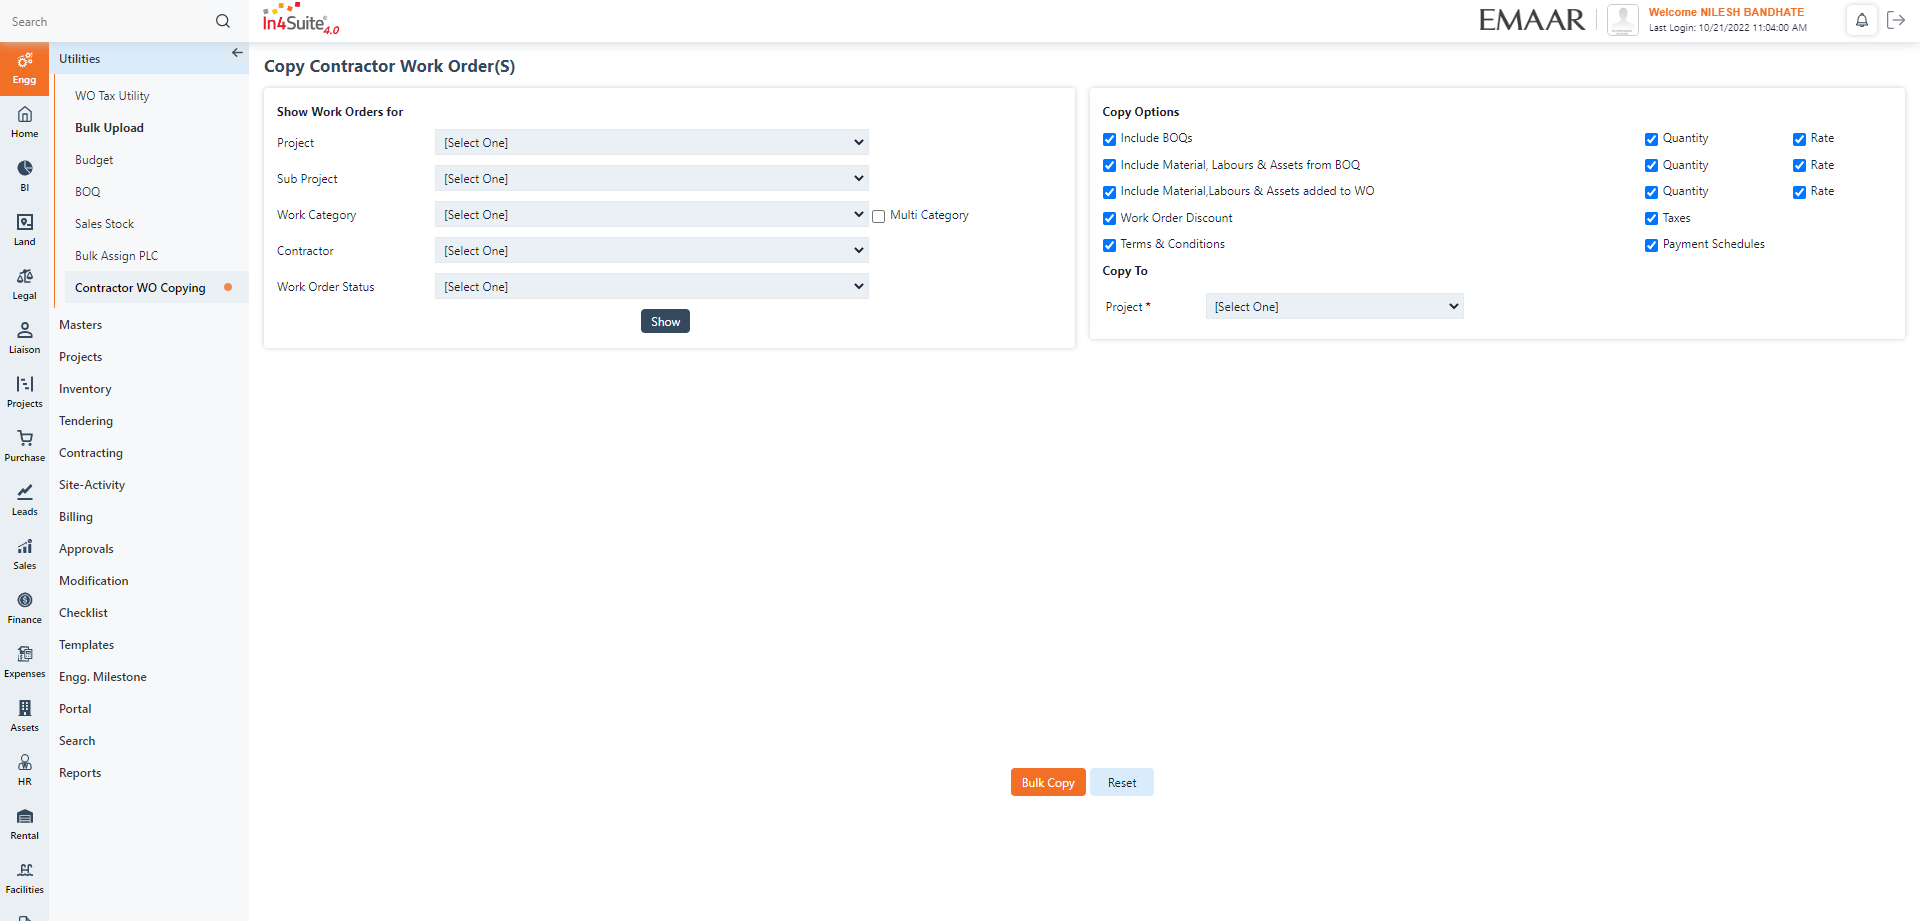 Search
In4Suite 4.0
EMAAR
Welcome NILESH BANDHATE
Last Login: 10/21/2022 11:04:00 AM
Engg
Home
BI
Land
Legal
Liaison
Projects
Purchase
Leads
Sales
Finance
Expenses
Assets
HR
Rental
Facilities
Utilities
WO Tax Utility
Bulk Upload
Budget
BOQ
Sales Stock
Bulk Assign PLC
Contractor WO Copying
Masters
Projects
Inventory
Tendering
Contracting
Site-Activity
Billing
Approvals
Modification
Checklist
Templates
Engg. Milestone
Portal
Search
Reports
Copy Contractor Work Order(S)
Show Work Orders for
Project [Select One]
Sub Project [Select One]
Work Category [Select One] Multi Category
Contractor [Select One]
Work Order Status [Select One]
Show
Copy Options
Include BOQs Quantity Rate
Include Material, Labours & Assets from BOQ Quantity Rate
Include Material,Labours & Assets added to WO Quantity Rate
Work Order Discount Taxes
Terms & Conditions Payment Schedules
Copy To
Project * [Select One]
Bulk Copy Reset